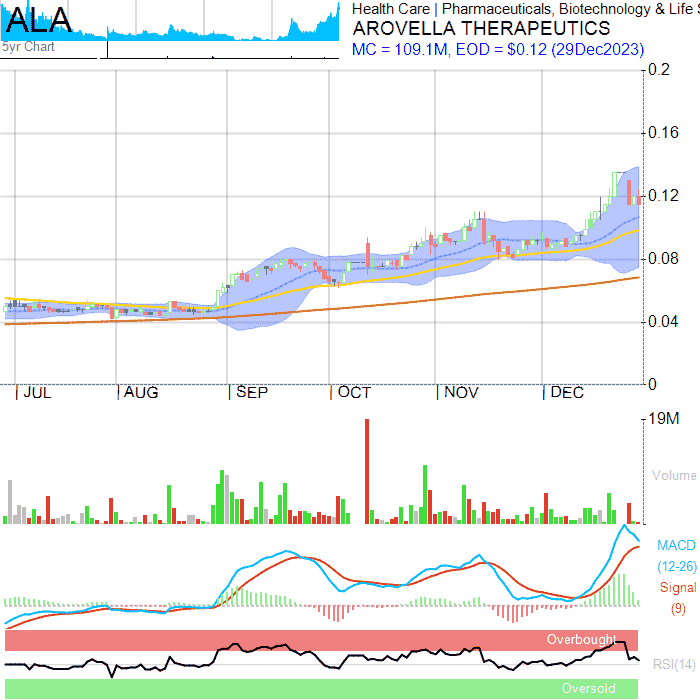 ALA
5yr Chart
Health Care | Pharmaceuticals, Biotechnology & Life S
AROVELLA THERAPEUTICS
MC = 109.1M, EOD = $0.12 (29Dec2023)
0.2
0.16
0.12
0.08
0.04
0
JUL AUG SEP OCT NOV DEC
19M
Volume
MACD
(12-26)
Signal
(9)
Overbought
RSI(14)
Oversold